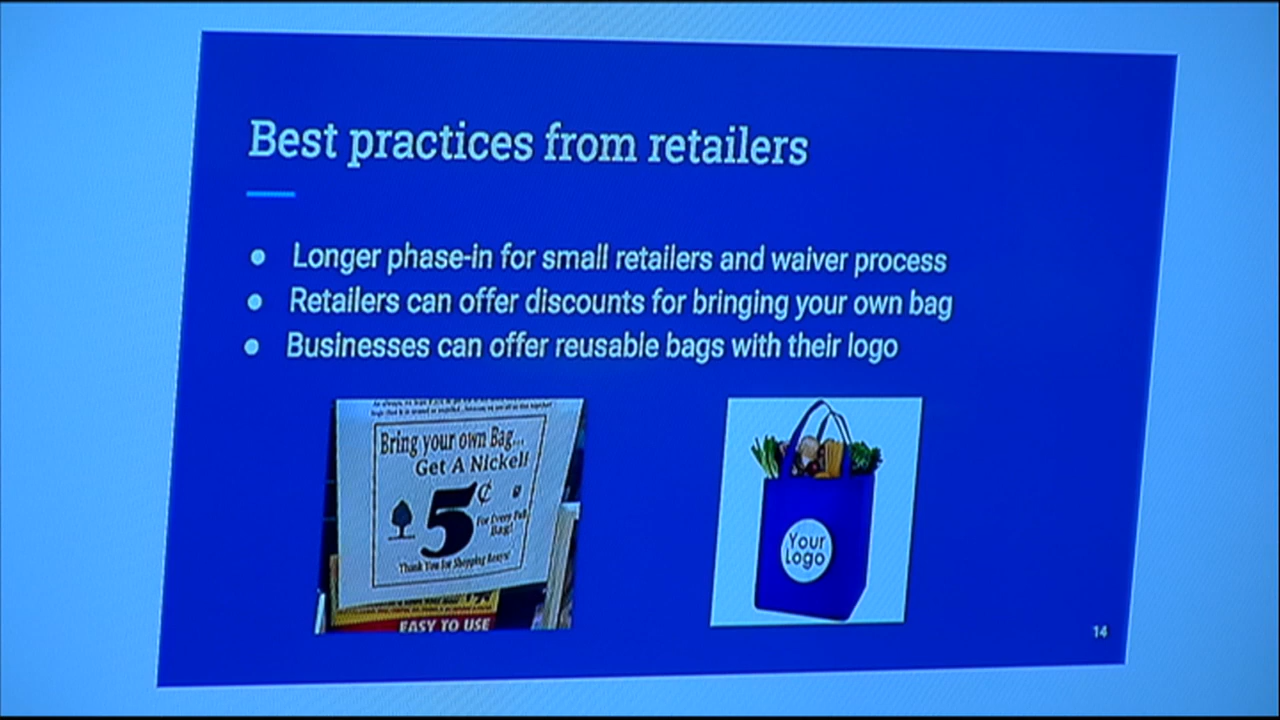 Best practices from retailers
Longer phase-in for small retailers and waiver process
Retailers can offer discounts for bringing your own bag
Businesses can offer reusable bags with their logo
Bring your own Bag...
Get A Nickel!
5¢
For Every
Bag!
Thank You for Shopping
EASY TO USE
Your
Logo
14